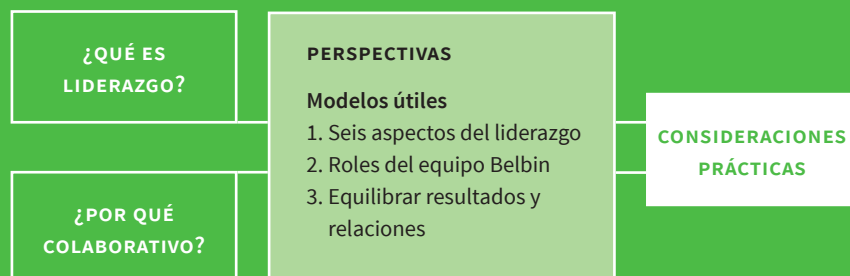 ¿QUÉ ES
LIDERAZGO?
¿POR QUÉ
COLABORATIVO?
PERSPECTIVAS
Modelos útiles
1. Seis aspectos del liderazgo
2. Roles del equipo Belbin
3. Equilibrar resultados y
relaciones
CONSIDERACIONES
PRÁCTICAS